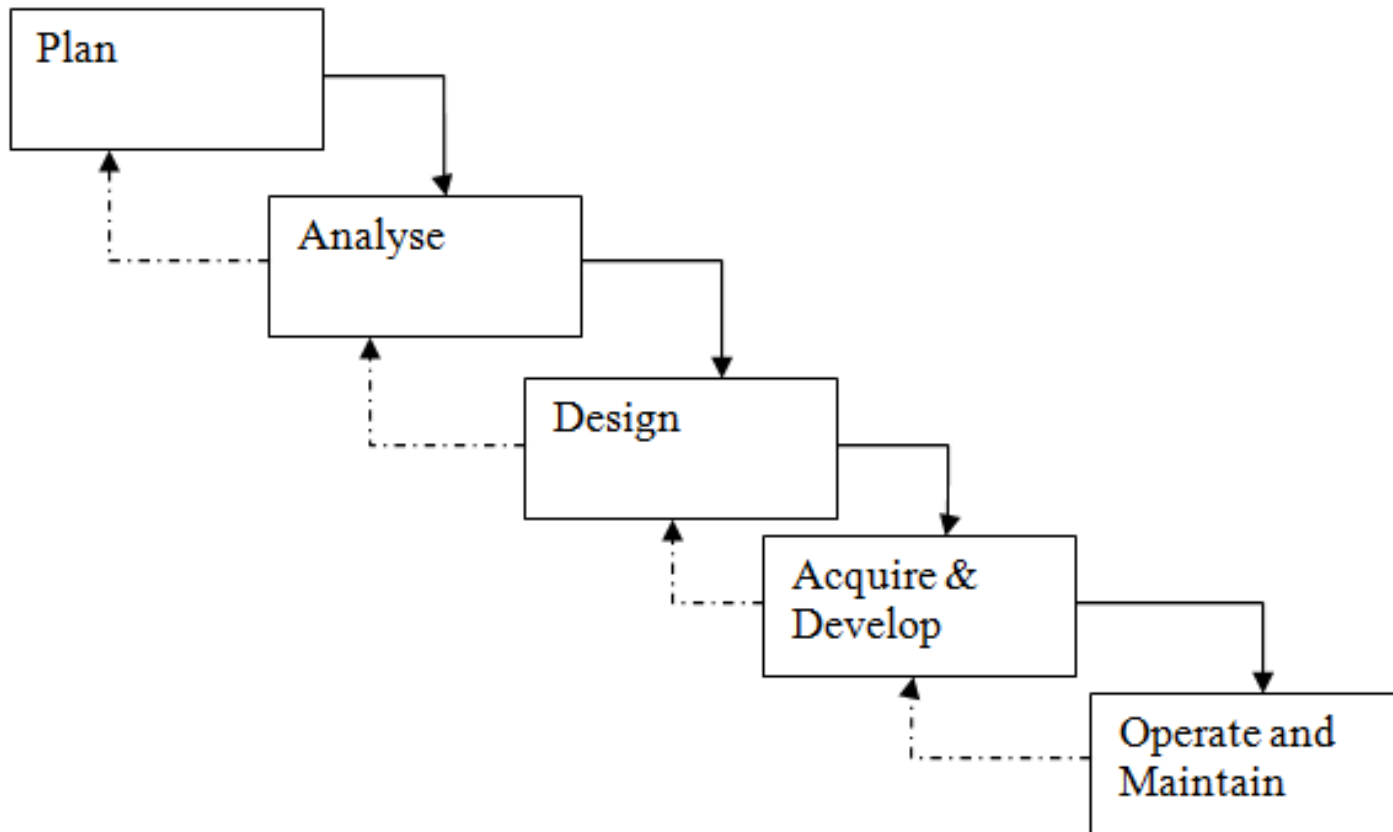 Plan
Analyse
Design
Acquire &
Develop
Operate and
Maintain